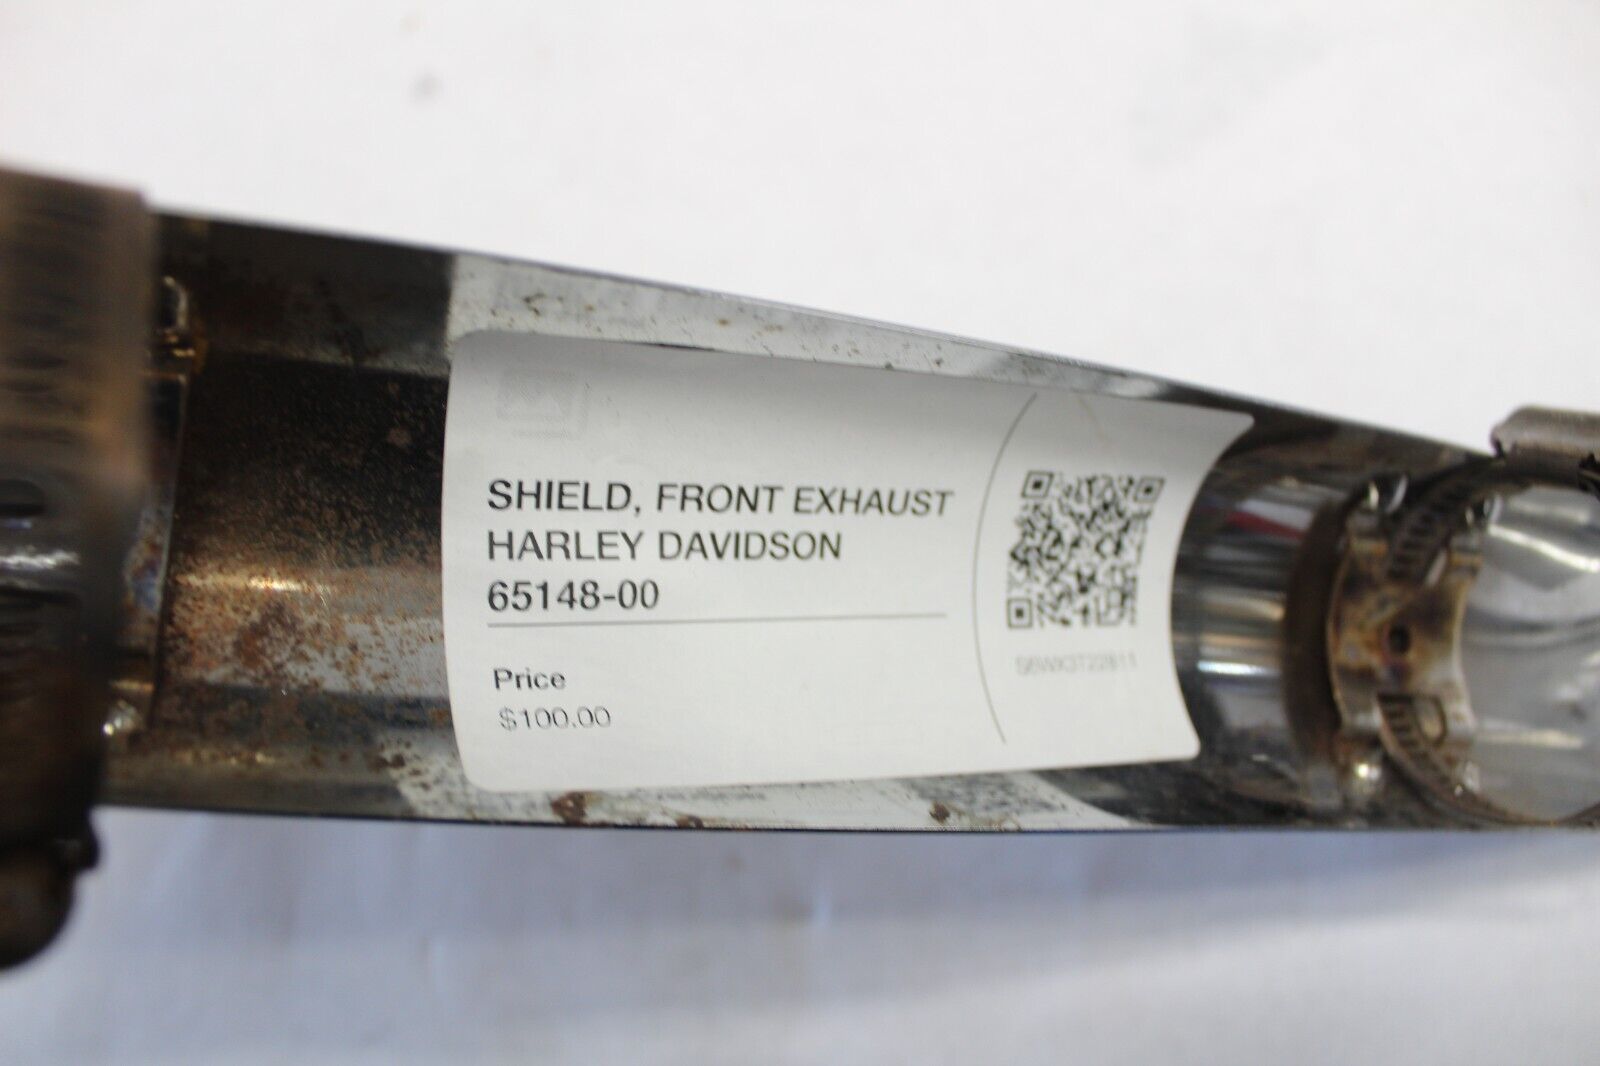 SHIELD, FRONT EXHAUST
HARLEY DAVIDSON
65148-00
Price
$100.00